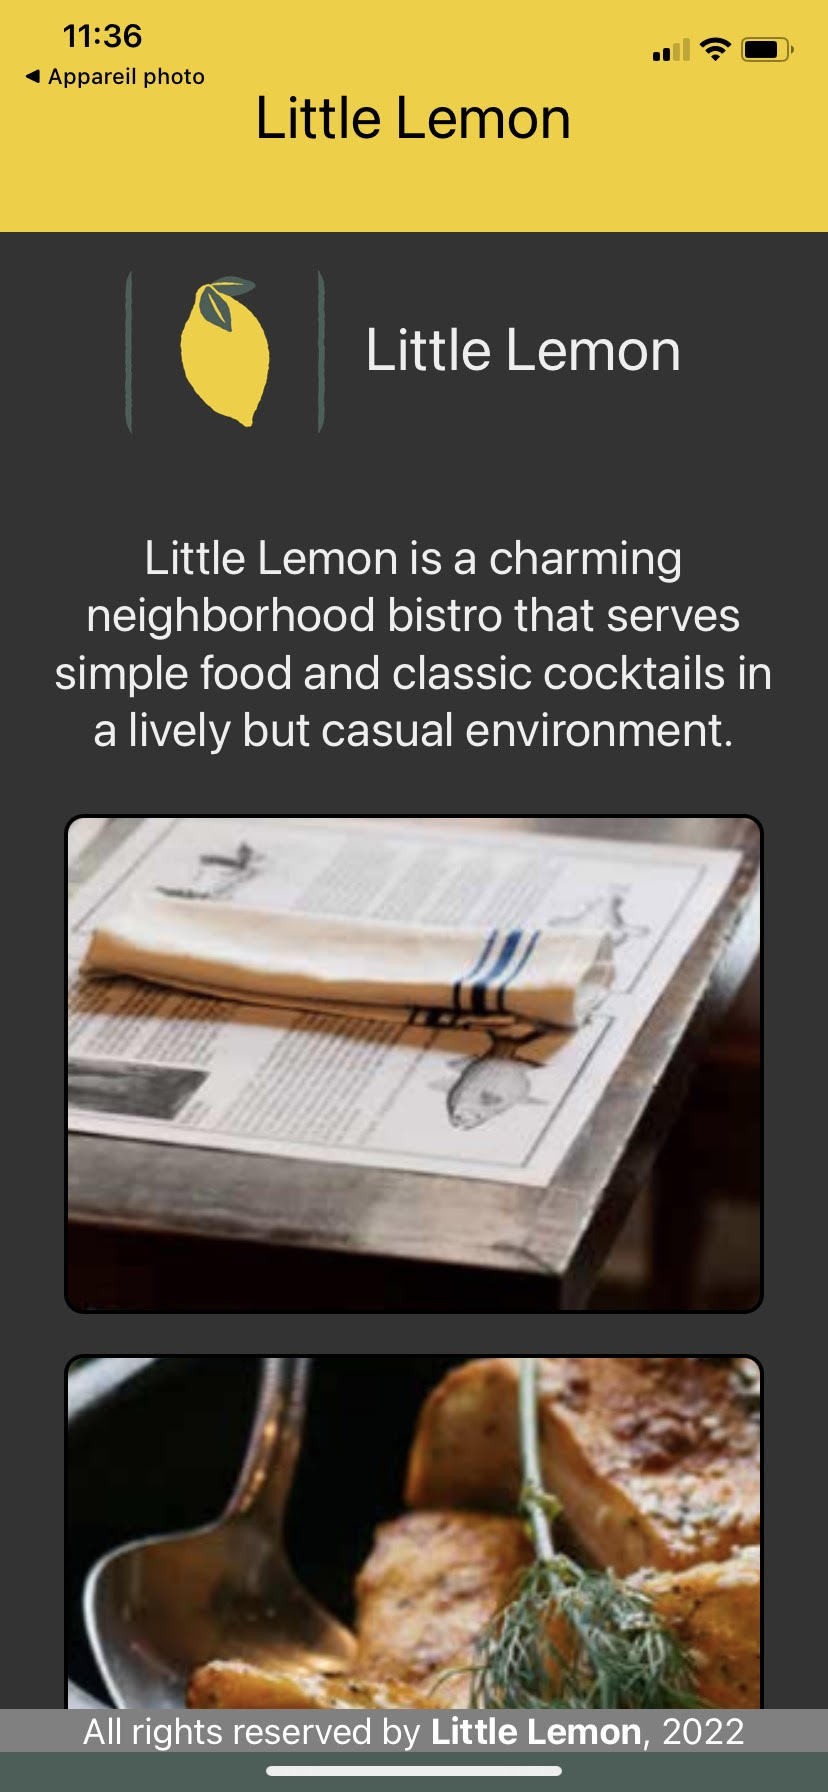 11:36
◀ Appareil photo
Little Lemon
Little Lemon
Little Lemon is a charming
neighborhood bistro that serves
simple food and classic cocktails in
a lively but casual environment.
All rights reserved by Little Lemon, 2022